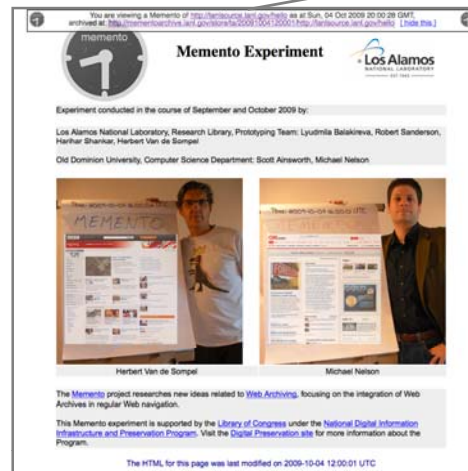 You are viewing a Memento of http://lanlsource.lanl.gov/hello as at Sun, 04 Oct 2009 20:00:28 GMT,
archived at http://mementoarchive.lanl.gov/store/ta/20091004120001/http://lanlsource.lanl.gov/hello [ hide this ]
memento
Memento Experiment
Los Alamos
NATIONAL LABORATORY
EST. 1943
Experiment conducted in the course of September and October 2009 by:
Los Alamos National Laboratory, Research Library, Prototyping Team: Lyudmila Balakireva, Robert Sanderson,
Harihar Shankar, Herbert Van de Sompel
Old Dominion University, Computer Science Department: Scott Ainsworth, Michael Nelson
MEMENTO
MEMENTO
Herbert Van de Sompel
Michael Nelson
The Memento project researches new ideas related to Web Archiving, focusing on the integration of Web
Archives in regular Web navigation.
This Memento experiment is supported by the Library of Congress under the National Digital Information
Infrastructure and Preservation Program. Visit the Digital Preservation site for more information about the
Program.
The HTML for this page was last modified on 2009-10-04 12:00:01 UTC